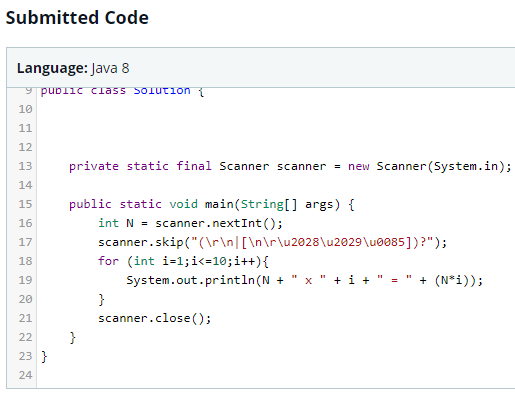 Submitted Code
Language: Java 8
9 public class Solution {
10
11
12
13 private static final Scanner scanner = new Scanner(System.in);
14
15 public static void main(String[] args) {
16 int N = scanner.nextInt();
17 scanner.skip("(\r\n|[\n\r\u2028\u2029\u0085])?");
18 for (int i=1;i<=10;i++){
19 System.out.println(N + " x " + i + " = " + (N*i));
20 }
21 scanner.close();
22 }
23 }
24